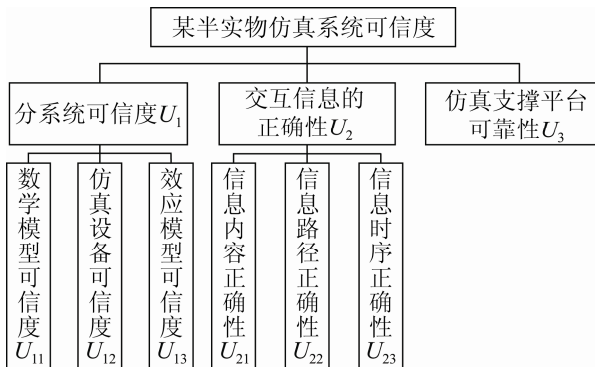 某半实物仿真系统可信度
分系统可信度U₁
交互信息的
正确性U₂
仿真支撑平台
可靠性U₃
数学模型可信度U₁₁
仿真设备可信度U₁₂
效应模型可信度U₁₃
信息内容正确性U₂₁
信息路径正确性U₂₂
信息时序正确性U₂₃